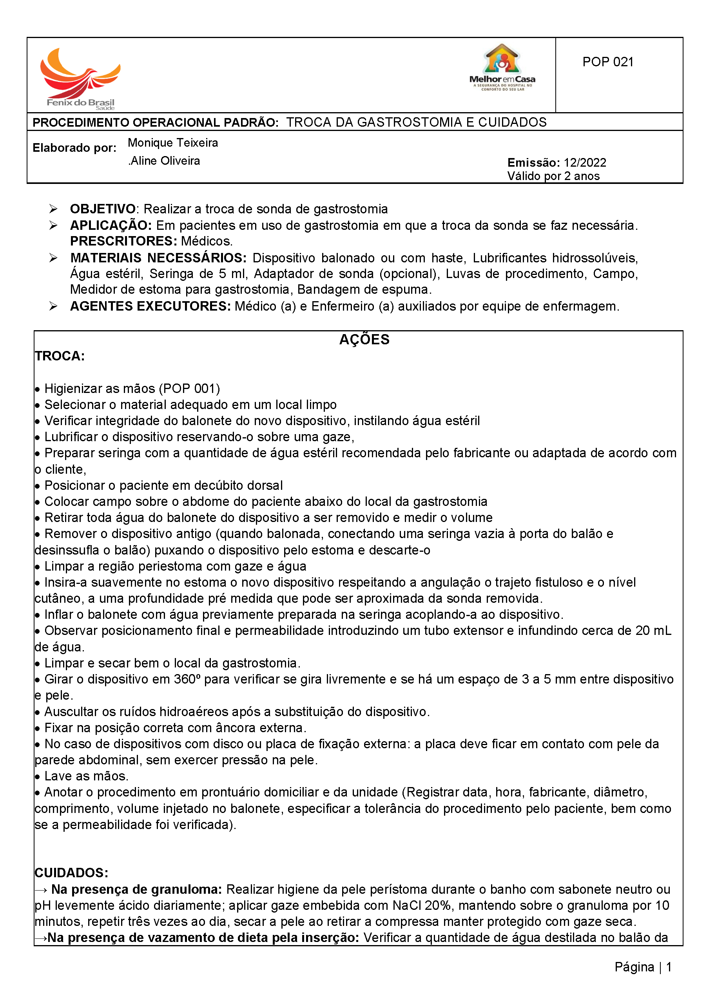 Fenix do Brasil
Saúde
Melhor em Casa
A SEGURANÇA DO HOSPITAL NO
CONFORTO DO SEU LAR
POP 021
PROCEDIMENTO OPERACIONAL PADRÃO: TROCA DA GASTROSTOMIA E CUIDADOS
Elaborado por: Monique Teixeira
.Aline Oliveira
Emissão: 12/2022
Válido por 2 anos
➢ OBJETIVO: Realizar a troca de sonda de gastrostomia
➢ APLICAÇÃO: Em pacientes em uso de gastrostomia em que a troca da sonda se faz necessária.
PRESCRITORES: Médicos.
➢ MATERIAIS NECESSÁRIOS: Dispositivo balonado ou com haste, Lubrificantes hidrossolúveis,
Água estéril, Seringa de 5 ml, Adaptador de sonda (opcional), Luvas de procedimento, Campo,
Medidor de estoma para gastrostomia, Bandagem de espuma.
➢ AGENTES EXECUTORES: Médico (a) e Enfermeiro (a) auxiliados por equipe de enfermagem.
AÇÕES
TROCA:
• Higienizar as mãos (POP 001)
• Selecionar o material adequado em um local limpo
• Verificar integridade do balonete do novo dispositivo, instilando água estéril
• Lubrificar o dispositivo reservando-o sobre uma gaze,
• Preparar seringa com a quantidade de água estéril recomendada pelo fabricante ou adaptada de acordo com
o cliente,
• Posicionar o paciente em decúbito dorsal
• Colocar campo sobre o abdome do paciente abaixo do local da gastrostomia
• Retirar toda água do balonete do dispositivo a ser removido e medir o volume
• Remover o dispositivo antigo (quando balonada, conectando uma seringa vazia à porta do balão e
desinssufla o balão) puxando o dispositivo pelo estoma e descarte-o
• Limpar a região periestoma com gaze e água
• Insira-a suavemente no estoma o novo dispositivo respeitando a angulação o trajeto fistuloso e o nível
cutâneo, a uma profundidade pré medida que pode ser aproximada da sonda removida.
• Inflar o balonete com água previamente preparada na seringa acoplando-a ao dispositivo.
• Observar posicionamento final e permeabilidade introduzindo um tubo extensor e infundindo cerca de 20 mL
de água.
• Limpar e secar bem o local da gastrostomia.
• Girar o dispositivo em 360º para verificar se gira livremente e se há um espaço de 3 a 5 mm entre dispositivo
e pele.
• Auscultar os ruídos hidroaéreos após a substituição do dispositivo.
• Fixar na posição correta com âncora externa.
• No caso de dispositivos com disco ou placa de fixação externa: a placa deve ficar em contato com pele da
parede abdominal, sem exercer pressão na pele.
• Lave as mãos.
• Anotar o procedimento em prontuário domiciliar e da unidade (Registrar data, hora, fabricante, diâmetro,
comprimento, volume injetado no balonete, especificar a tolerância do procedimento pelo paciente, bem como
se a permeabilidade foi verificada).
CUIDADOS:
→ Na presença de granuloma: Realizar higiene da pele perístoma durante o banho com sabonete neutro ou
pH levemente ácido diariamente; aplicar gaze embebida com NaCl 20%, mantendo sobre o granuloma por 10
minutos, repetir três vezes ao dia, secar a pele ao retirar a compressa manter protegido com gaze seca.
→Na presença de vazamento de dieta pela inserção: Verificar a quantidade de água destilada no balão da
Página | 1